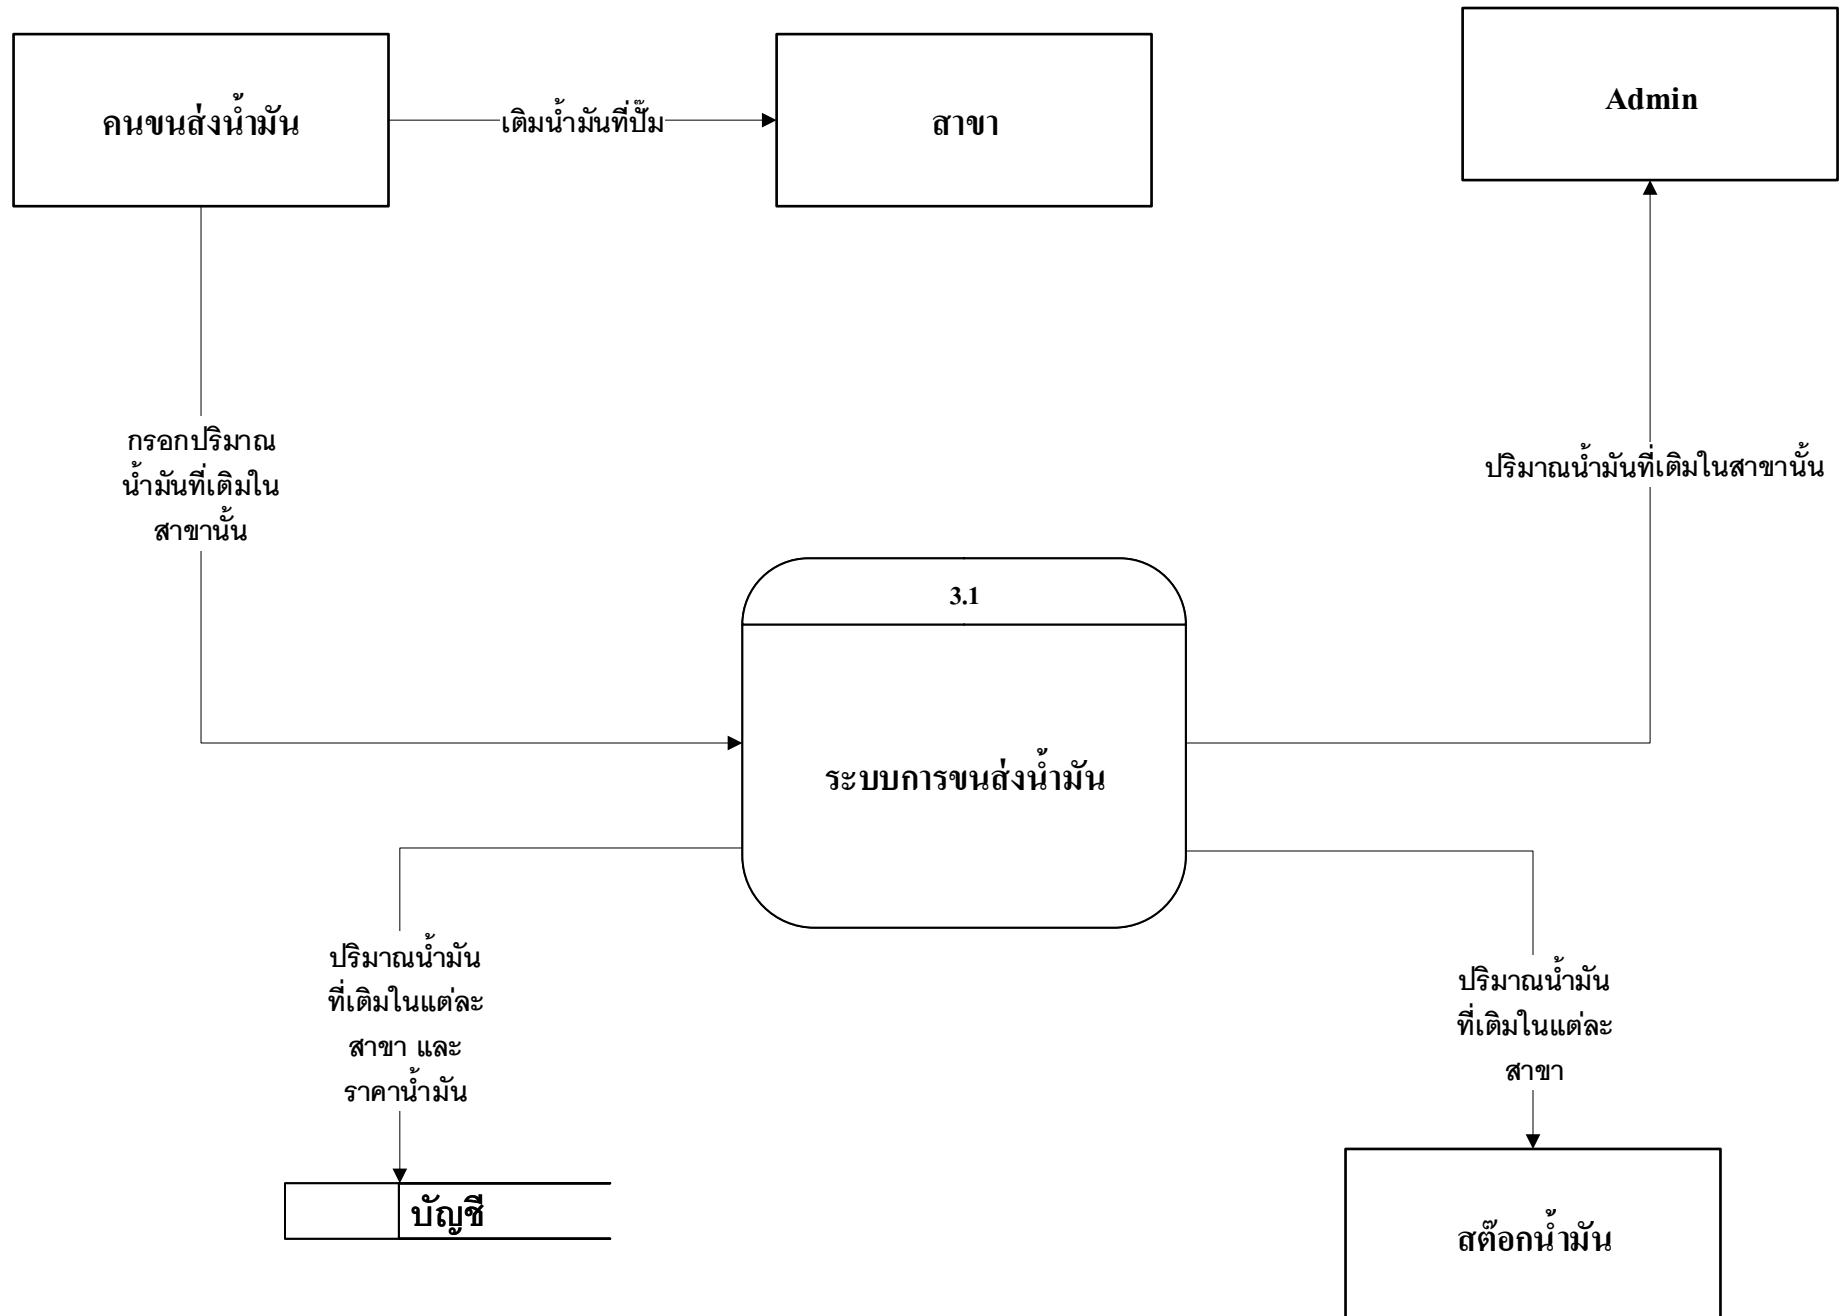 คนขนส่งน้ำมัน
เติมน้ำมันที่ปั๊ม
สาขา
Admin
กรอกปริมาณ
น้ำมันที่เติมใน
สาขานั้น
ปริมาณน้ำมันที่เติมในสาขานั้น
3.1
ระบบการขนส่งน้ำมัน
ปริมาณน้ำมัน
ที่เติมในแต่ละ
สาขา และ
ราคาน้ำมัน
ปริมาณน้ำมัน
ที่เติมในแต่ละ
สาขา
บัญชี
สต๊อกน้ำมัน